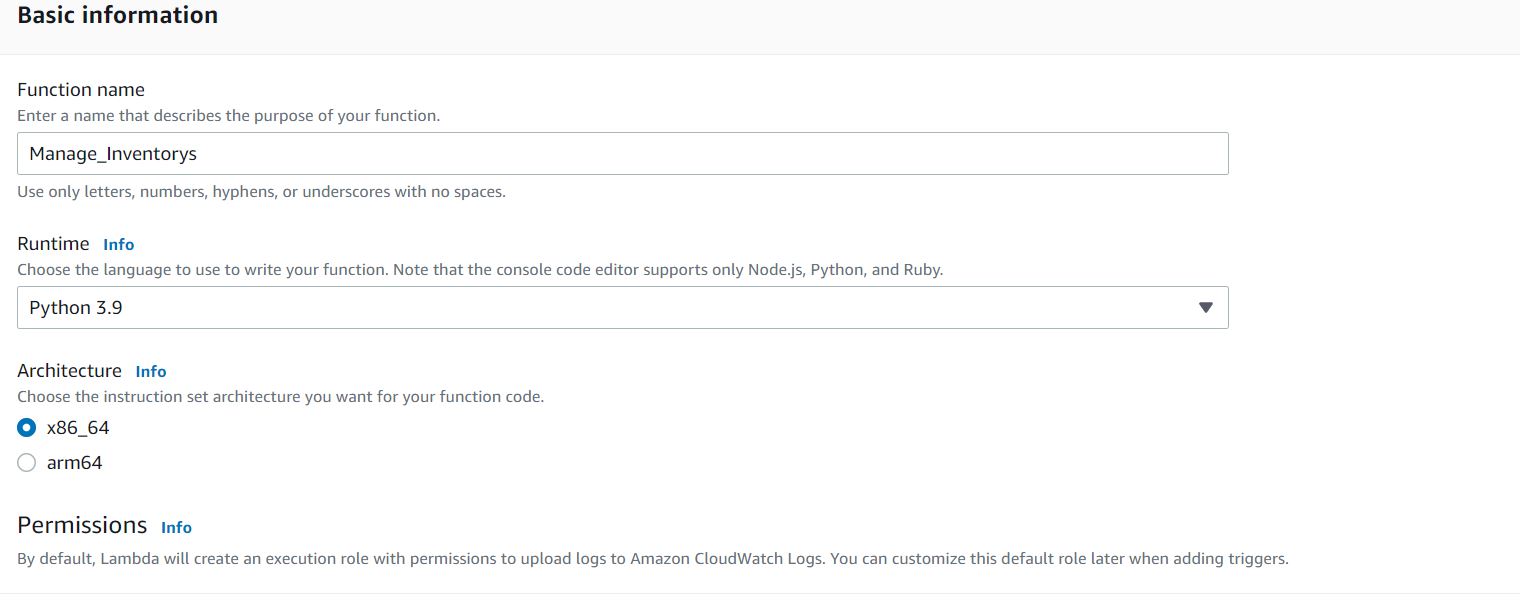 Basic information
Function name
Enter a name that describes the purpose of your function.
Manage_Inventorys
Use only letters, numbers, hyphens, or underscores with no spaces.
Runtime Info
Choose the language to use to write your function. Note that the console code editor supports only Node.js, Python, and Ruby.
Python 3.9
Architecture Info
Choose the instruction set architecture you want for your function code.
x86_64
arm64
Permissions Info
By default, Lambda will create an execution role with permissions to upload logs to Amazon CloudWatch Logs. You can customize this default role later when adding triggers.